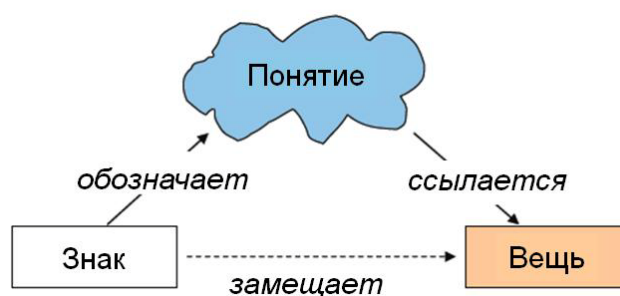 Понятие
обозначает
ссылается
Знак
Вещь
замещает